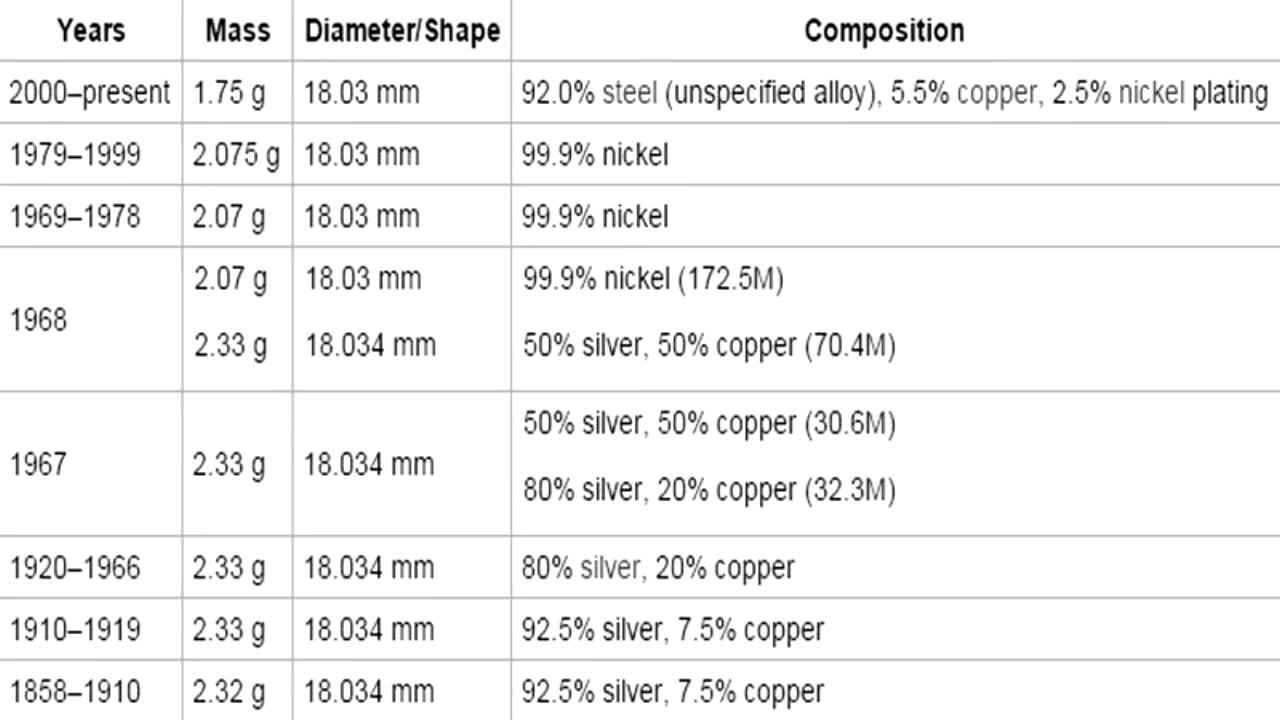 Years Mass Diameter/Shape Composition
2000–present 1.75 g 18.03 mm 92.0% steel (unspecified alloy), 5.5% copper, 2.5% nickel plating
1979–1999 2.075 g 18.03 mm 99.9% nickel
1969–1978 2.07 g 18.03 mm 99.9% nickel
1968
2.07 g 18.03 mm 99.9% nickel (172.5M)
2.33 g 18.034 mm 50% silver, 50% copper (70.4M)
1967 2.33 g 18.034 mm
50% silver, 50% copper (30.6M)
80% silver, 20% copper (32.3M)
1920–1966 2.33 g 18.034 mm 80% silver, 20% copper
1910–1919 2.33 g 18.034 mm 92.5% silver, 7.5% copper
1858–1910 2.32 g 18.034 mm 92.5% silver, 7.5% copper